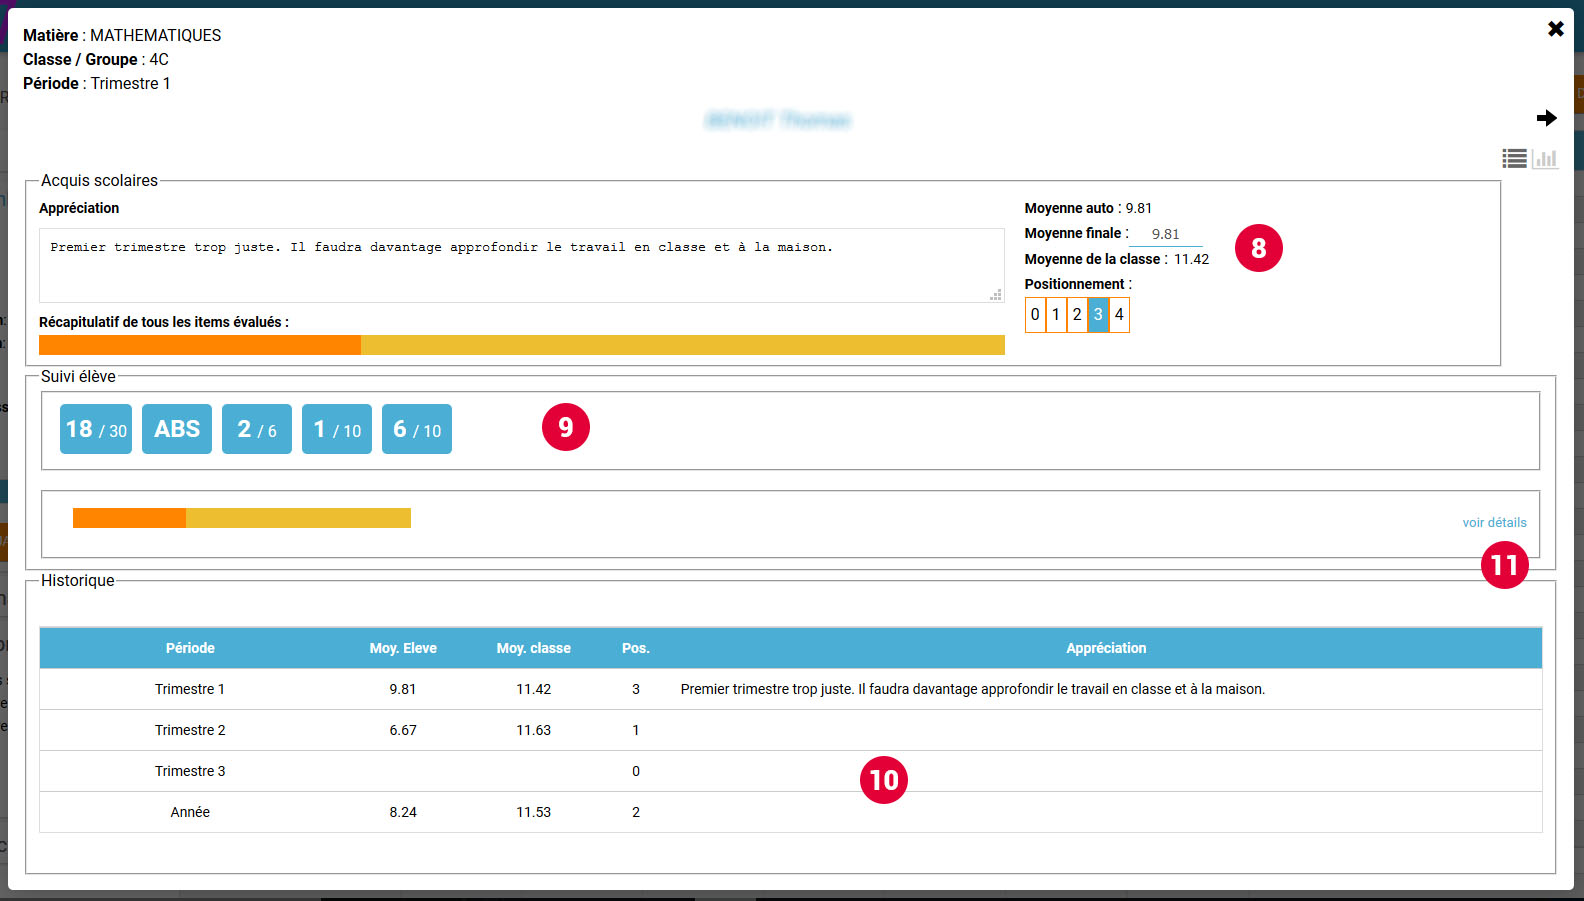 Matière : MATHEMATIQUES
Classe / Groupe : 4C
Période : Trimestre 1
Acquis scolaires
Appréciation
Premier trimestre trop juste. Il faudra davantage approfondir le travail en classe et à la maison.
Récapitulatif de tous les items évalués :
Moyenne auto : 9.81
Moyenne finale : 9.81
Moyenne de la classe : 11.42
Positionnement :
0 1 2 3 4
8
Suivi élève
18 / 30 ABS 2 / 6 1 / 10 6 / 10
9
voir détails
11
Historique
Période Moy. Eleve Moy. classe Pos. Appréciation
Trimestre 1 9.81 11.42 3 Premier trimestre trop juste. Il faudra davantage approfondir le travail en classe et à la maison.
Trimestre 2 6.67 11.63 1
Trimestre 3 0
10
Année 8.24 11.53 2